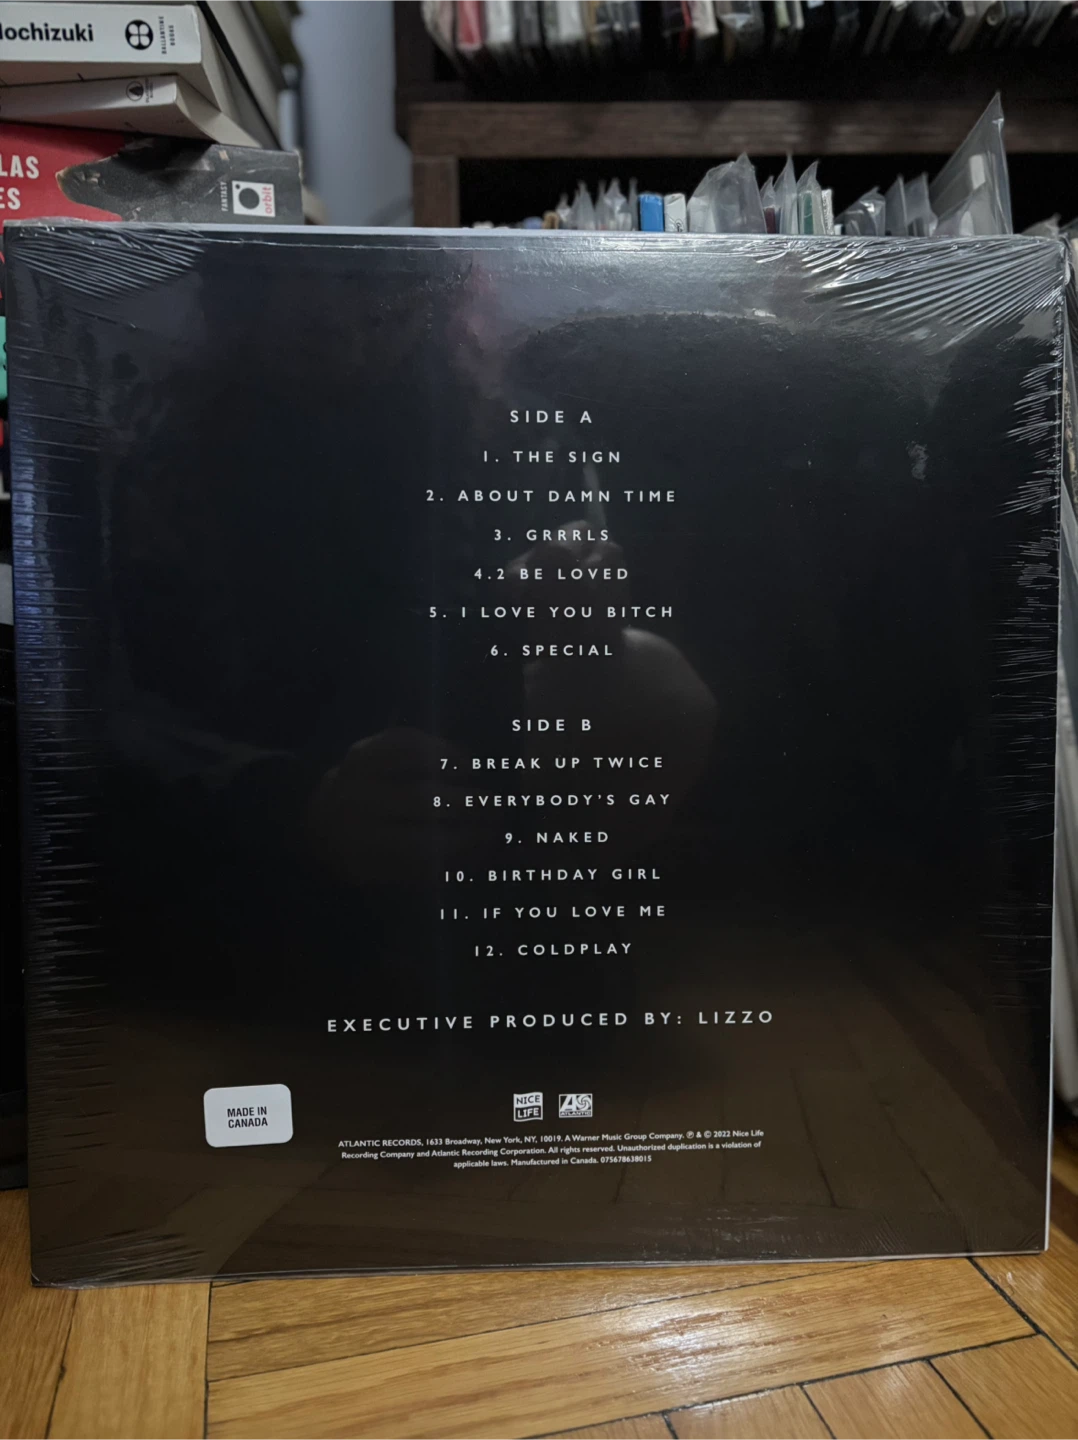 ochizuki
BALLANTINE
BOOKS
LAS
ES
FANTASY
orbit
SIDE A
1. THE SIGN
2. ABOUT DAMN TIME
3. GRRRLS
4.2 BE LOVED
5. I LOVE YOU BITCH
6. SPECIAL
SIDE B
7. BREAK UP TWICE
8. EVERYBODY'S GAY
9. NAKED
10. BIRTHDAY GIRL
11. IF YOU LOVE ME
12. COLDPLAY
EXECUTIVE PRODUCED BY: LIZZO
MADE IN
CANADA
NICE
LIFE
ATLANTIC
ATLANTIC RECORDS, 1633 Broadway, New York, NY, 10019. A Warner Music Group Company. ℗ & © 2022 Nice Life
Recording Company and Atlantic Recording Corporation. All rights reserved. Unauthorized duplication is a violation of
applicable laws. Manufactured in Canada. 075678638015